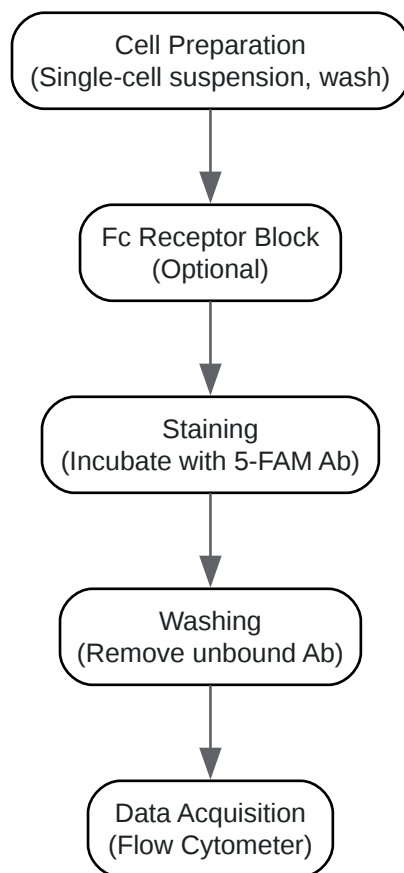 Cell Preparation
(Single-cell suspension, wash)
Fc Receptor Block
(Optional)
Staining
(Incubate with 5-FAM Ab)
Washing
(Remove unbound Ab)
Data Acquisition
(Flow Cytometer)